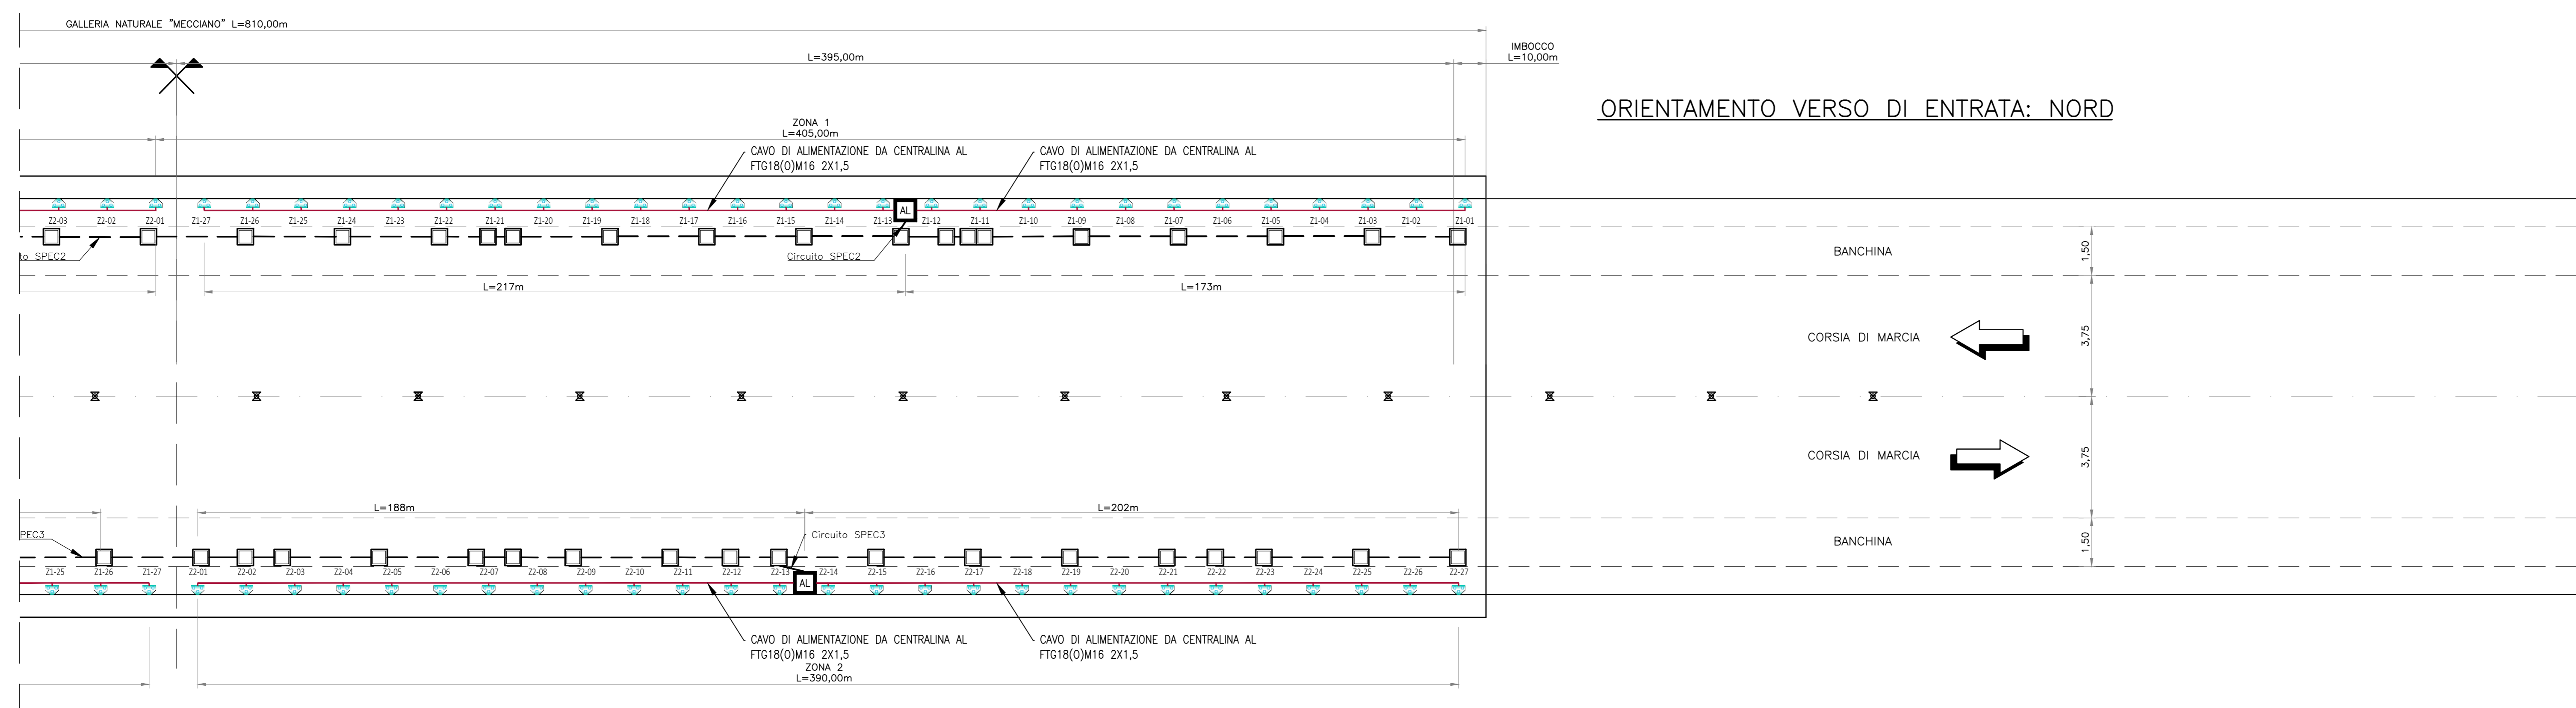 GALLERIA NATURALE "MECCIANO" L=810,00m
IMBOCCO
L=10,00m
L=395,00m
ORIENTAMENTO VERSO DI ENTRATA: NORD
ZONA 1
L=405,00m
CAVO DI ALIMENTAZIONE DA CENTRALINA AL
FTG18(O)M16 2X1,5
CAVO DI ALIMENTAZIONE DA CENTRALINA AL
FTG18(O)M16 2X1,5
AL
Z2-03 Z2-02 Z2-01 Z1-27 Z1-26 Z1-25 Z1-24 Z1-23 Z1-22 Z1-21 Z1-20 Z1-19 Z1-18 Z1-17 Z1-16 Z1-15 Z1-14 Z1-13 Z1-12 Z1-11 Z1-10 Z1-09 Z1-08 Z1-07 Z1-06 Z1-05 Z1-04 Z1-03 Z1-02 Z1-01
to SPEC2
Circuito SPEC2
BANCHINA
1,50
L=217m
L=173m
CORSIA DI MARCIA
3,75
CORSIA DI MARCIA
3,75
L=188m
L=202m
PEC3
Circuito SPEC3
BANCHINA
1,50
Z1-25 Z1-26 Z1-27 Z2-01 Z2-02 Z2-03 Z2-04 Z2-05 Z2-06 Z2-07 Z2-08 Z2-09 Z2-10 Z2-11 Z2-12 Z2-13 Z2-14 Z2-15 Z2-16 Z2-17 Z2-18 Z2-19 Z2-20 Z2-21 Z2-22 Z2-23 Z2-24 Z2-25 Z2-26 Z2-27
AL
CAVO DI ALIMENTAZIONE DA CENTRALINA AL
FTG18(O)M16 2X1,5
CAVO DI ALIMENTAZIONE DA CENTRALINA AL
FTG18(O)M16 2X1,5
ZONA 2
L=390,00m